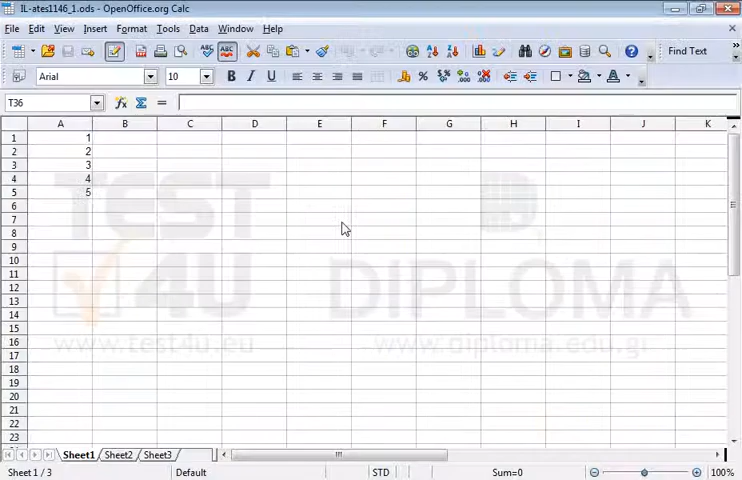 IL-ates1146_1.ods - OpenOffice.org Calc
File Edit View Insert Format Tools Data Window Help
Find Text
Arial 10
T36
A B C D E F G H I J K
1 1
2 2
3 3
4 4
5 5
6
7
8
9
10
11
12
13
14
15
16
17
18
19
20
21
22
23
TEST
4U DIPLOMA
www.test4u.eu www.diploma.edu.gr
Sheet1 Sheet2 Sheet3
Sheet 1 / 3 Default STD Sum=0 100%